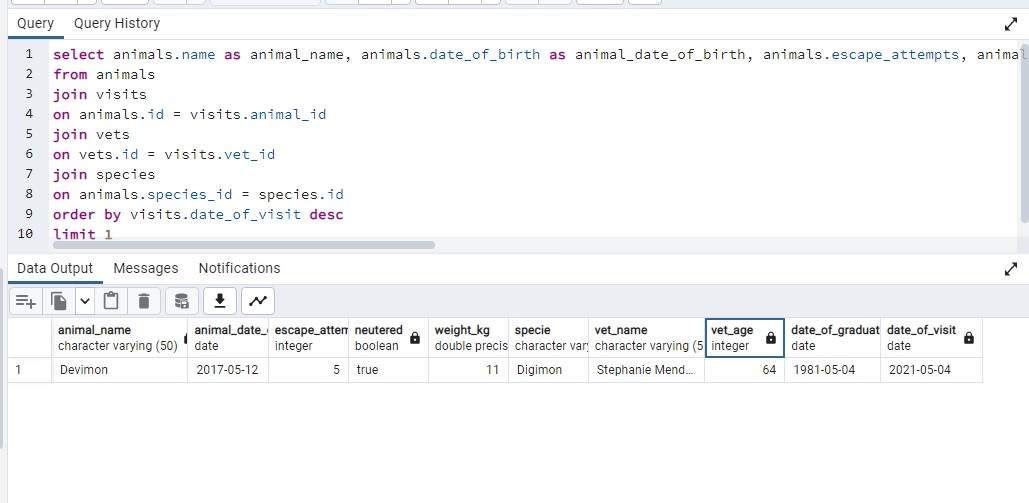 Query Query History
1 select animals.name as animal_name, animals.date_of_birth as animal_date_of_birth, animals.escape_attempts, animal
2 from animals
3 join visits
4 on animals.id = visits.animal_id
5 join vets
6 on vets.id = visits.vet_id
7 join species
8 on animals.species_id = species.id
9 order by visits.date_of_visit desc
10 limit 1
Data Output Messages Notifications
animal_name animal_date_ escape_attem neutered weight_kg specie vet_name vet_age date_of_graduat date_of_visit
character varying (50) date integer boolean double precis character var character varying (5 integer date date
1 Devimon 2017-05-12 5 true 11 Digimon Stephanie Mend... 64 1981-05-04 2021-05-04